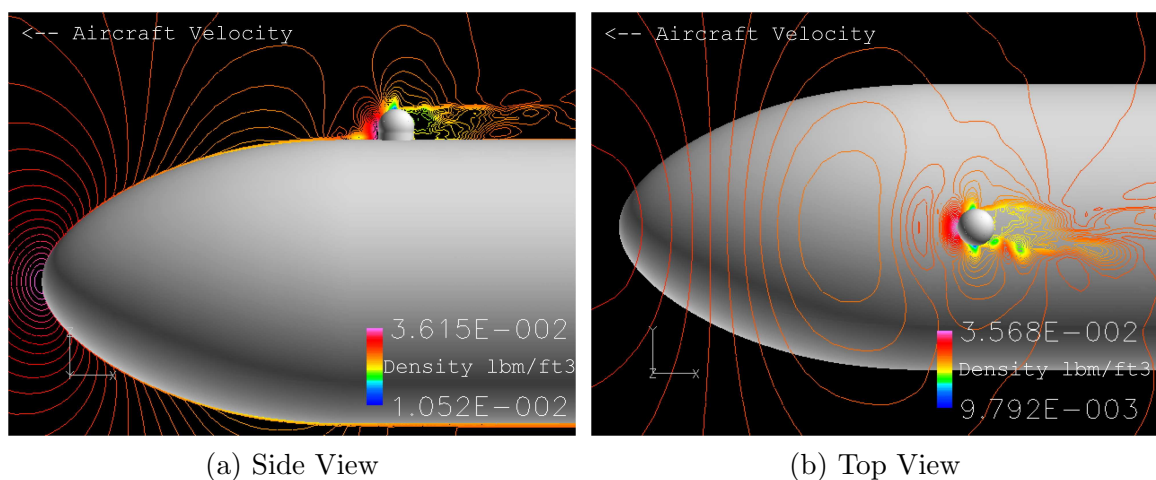 <-- Aircraft Velocity
3.615E-002
Density lbm/ft3
1.052E-002
Z
Y X
(a) Side View
<-- Aircraft Velocity
3.568E-002
Density lbm/ft3
9.792E-003
Y
Z X
(b) Top View